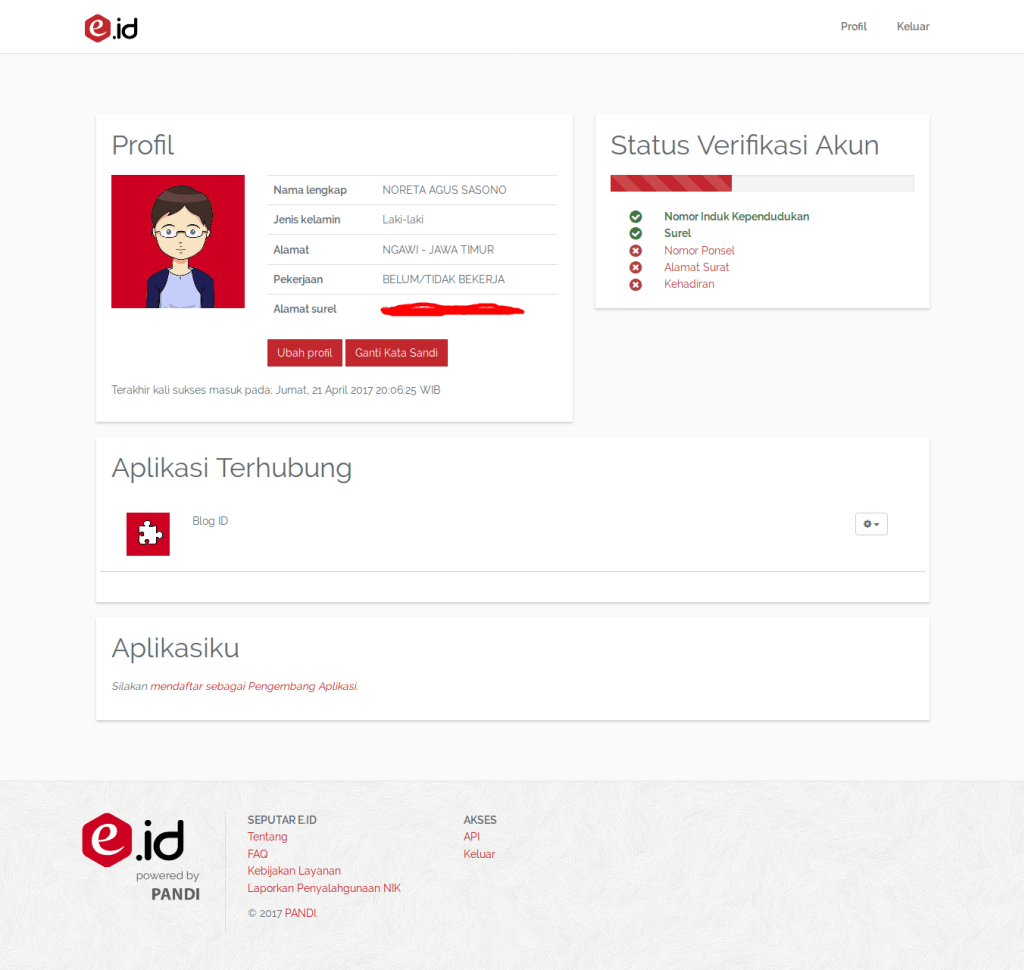 e.id
Profil Keluar
Profil
Nama lengkap NORETA AGUS SASONO
Jenis kelamin Laki-laki
Alamat NGAWI - JAWA TIMUR
Pekerjaan BELUM/TIDAK BEKERJA
Alamat surel
Ubah profil Ganti Kata Sandi
Terakhir kali sukses masuk pada: Jumat, 21 April 2017 20:06:25 WIB
Status Verifikasi Akun
Nomor Induk Kependudukan
Surel
Nomor Ponsel
Alamat Surat
Kehadiran
Aplikasi Terhubung
Blog ID
Aplikasiku
Silakan mendaftar sebagai Pengembang Aplikasi.
e.id
powered by
PANDI
SEPUTAR E.ID
Tentang
FAQ
Kebijakan Layanan
Laporkan Penyalahgunaan NIK
© 2017 PANDI.
AKSES
API
Keluar